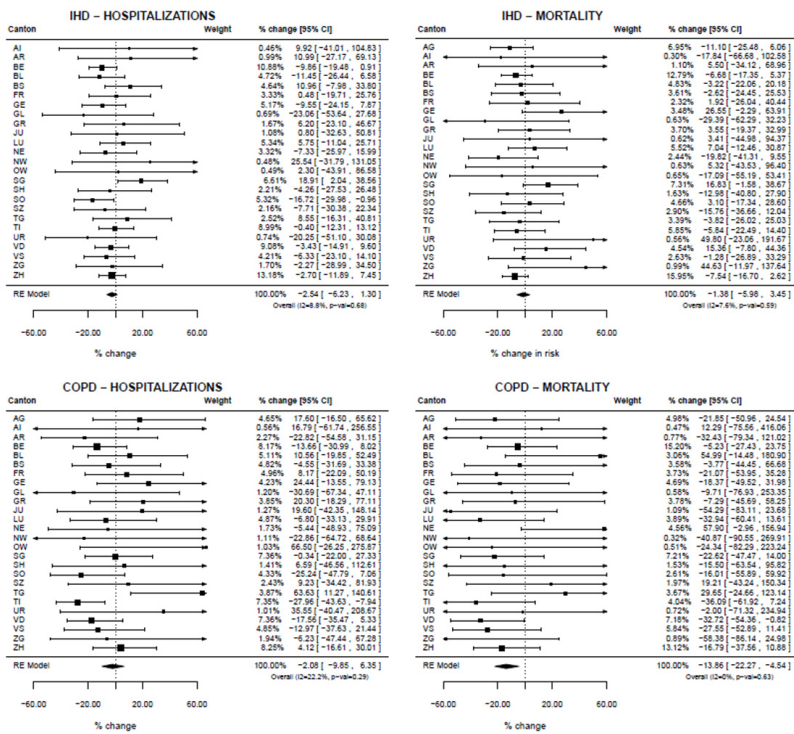 IHD – HOSPITALIZATIONS
Canton Weight % change [95% CI]
AI 0.46% 9.92 [ −41.01 , 104.83]
AR 0.99% 10.99 [ −27.17 , 69.13]
BE 10.88% −9.86 [ −19.48 , 0.91]
BL 4.72% −11.45 [ −26.44 , 6.58]
BS 4.64% 10.96 [ −7.98 , 33.80]
FR 3.33% 0.48 [ −19.71 , 25.76]
GE 5.17% −9.55 [ −24.15 , 7.87]
GL 0.69% −23.06 [ −53.64 , 27.68]
GR 1.67% 6.20 [ −23.10 , 46.67]
JU 1.08% 0.80 [ −32.63 , 50.81]
LU 5.34% 5.75 [ −11.04 , 25.71]
NE 3.32% −7.33 [ −25.97 , 15.99]
NW 0.48% 25.54 [ −31.79 , 131.05]
OW 0.49% 2.30 [ −43.91 , 86.58]
SG 6.61% 18.91 [ 2.04 , 38.56]
SH 2.21% −4.26 [ −27.53 , 26.48]
SO 5.32% −16.72 [ −29.98 , −0.96]
SZ 2.16% −7.71 [ −30.38 , 22.34]
TG 2.52% 8.55 [ −16.31 , 40.81]
TI 8.99% −0.40 [ −12.31 , 13.12]
UR 0.74% −20.25 [ −51.10 , 30.08]
VD 9.08% −3.43 [ −14.91 , 9.60]
VS 4.21% −6.33 [ −23.10 , 14.10]
ZG 1.70% −2.27 [ −28.99 , 34.50]
ZH 13.18% −2.70 [ −11.89 , 7.45]
RE Model 100.00% −2.54 [ −6.23 , 1.30]
Overall (I2=8.8%, p−val=0.68)
−60.00 −20.00 20.00 60.00
% change
IHD – MORTALITY
Canton Weight % change [95% CI]
AG 6.95% −11.10 [ −25.48 , 6.06]
AI 0.30% −17.84 [ −66.68 , 102.58]
AR 1.10% 5.50 [ −34.12 , 68.96]
BE 12.79% −6.68 [ −17.35 , 5.37]
BL 4.83% −3.22 [ −22.06 , 20.18]
BS 3.61% −2.62 [ −24.45 , 25.53]
FR 2.32% 1.92 [ −26.04 , 40.44]
GE 3.48% 26.55 [ −2.29 , 63.91]
GL 0.63% −29.39 [ −62.29 , 32.23]
GR 3.70% 3.55 [ −19.37 , 32.99]
JU 0.62% 3.41 [ −44.98 , 94.37]
LU 5.52% 7.04 [ −12.46 , 30.87]
NE 2.44% −19.82 [ −41.31 , 9.55]
NW 0.63% 5.32 [ −43.53 , 96.40]
OW 0.65% −17.09 [ −55.19 , 53.41]
SG 7.31% 16.83 [ −1.58 , 38.67]
SH 1.63% −12.98 [ −40.80 , 27.90]
SO 4.66% 3.10 [ −17.34 , 28.60]
SZ 2.90% −15.76 [ −36.66 , 12.04]
TG 3.39% −3.82 [ −26.02 , 25.03]
TI 5.85% −5.84 [ −22.49 , 14.40]
UR 0.56% 49.80 [ −23.06 , 191.67]
VD 4.54% 15.36 [ −7.80 , 44.36]
VS 2.63% −1.28 [ −26.89 , 33.29]
ZG 0.99% 44.63 [ −11.97 , 137.64]
ZH 15.95% −7.54 [ −16.70 , 2.62]
RE Model 100.00% −1.38 [ −5.98 , 3.45]
Overall (I2=7.6%, p−val=0.59)
−60.00 −20.00 20.00 60.00
% change in risk
COPD – HOSPITALIZATIONS
Canton Weight % change [95% CI]
AG 4.65% 17.60 [ −16.50 , 65.62]
AI 0.56% 16.79 [ −61.74 , 256.55]
AR 2.27% −22.82 [ −54.58 , 31.15]
BE 8.17% −13.66 [ −30.99 , 8.02]
BL 5.11% 10.56 [ −19.85 , 52.49]
BS 4.82% −4.55 [ −31.69 , 33.38]
FR 4.96% 8.17 [ −22.09 , 50.19]
GE 4.23% 24.44 [ −13.55 , 79.13]
GL 1.20% −30.69 [ −67.34 , 47.11]
GR 3.85% 20.30 [ −18.29 , 77.11]
JU 1.27% 19.60 [ −42.35 , 148.14]
LU 4.87% −6.80 [ −33.13 , 29.91]
NE 1.73% −5.44 [ −48.93 , 75.09]
NW 1.11% −22.86 [ −64.72 , 68.64]
OW 1.03% 66.50 [ −26.25 , 275.87]
SG 7.36% −0.34 [ −22.00 , 27.33]
SH 1.41% 6.59 [ −46.56 , 112.61]
SO 4.33% −25.24 [ −47.79 , 7.06]
SZ 2.43% 9.23 [ −34.42 , 81.93]
TG 3.87% 63.63 [ 11.27 , 140.61]
TI 7.35% −27.96 [ −43.63 , −7.94]
UR 1.01% 35.55 [ −40.47 , 208.67]
VD 7.36% −17.56 [ −35.47 , 5.33]
VS 4.85% −12.97 [ −37.63 , 21.44]
ZG 1.94% −6.23 [ −47.44 , 67.28]
ZH 8.25% 4.12 [ −16.61 , 30.01]
RE Model 100.00% −2.08 [ −9.85 , 6.35]
Overall (I2=22.2%, p−val=0.29)
−60.00 −20.00 20.00 60.00
% change
COPD – MORTALITY
Canton Weight % change [95% CI]
AG 4.98% −21.85 [ −50.96 , 24.54]
AI 0.47% 12.29 [ −75.56 , 416.06]
AR 0.77% −32.43 [ −79.34 , 121.02]
BE 15.20% −5.23 [ −27.43 , 23.75]
BL 3.06% 54.99 [ −14.48 , 180.90]
BS 3.58% −3.77 [ −44.45 , 66.68]
FR 3.73% −21.07 [ −53.95 , 35.28]
GE 4.69% −18.37 [ −49.52 , 31.98]
GL 0.58% −9.71 [ −76.93 , 253.35]
GR 3.78% −7.29 [ −45.69 , 58.25]
JU 1.09% −54.29 [ −83.11 , 23.68]
LU 3.89% −32.94 [ −60.41 , 13.61]
NE 4.56% 57.90 [ −2.96 , 156.94]
NW 0.32% −40.87 [ −90.55 , 269.91]
OW 0.51% −24.34 [ −82.29 , 223.24]
SG 7.21% −22.62 [ −47.47 , 14.00]
SH 1.53% −15.50 [ −63.54 , 95.82]
SO 2.61% −16.01 [ −55.89 , 59.92]
SZ 1.97% 19.21 [ −43.24 , 150.34]
TG 3.67% 29.65 [ −24.66 , 123.14]
TI 4.04% −36.09 [ −61.92 , 7.24]
UR 0.72% −2.00 [ −71.32 , 234.94]
VD 7.18% −32.72 [ −54.36 , −0.82]
VS 5.84% −27.55 [ −52.89 , 11.41]
ZG 0.89% −58.38 [ −86.14 , 24.98]
ZH 13.12% −16.79 [ −37.56 , 10.88]
RE Model 100.00% −13.86 [ −22.27 , −4.54]
Overall (I2=0%, p−val=0.63)
−60.00 −20.00 20.00 60.00
% change